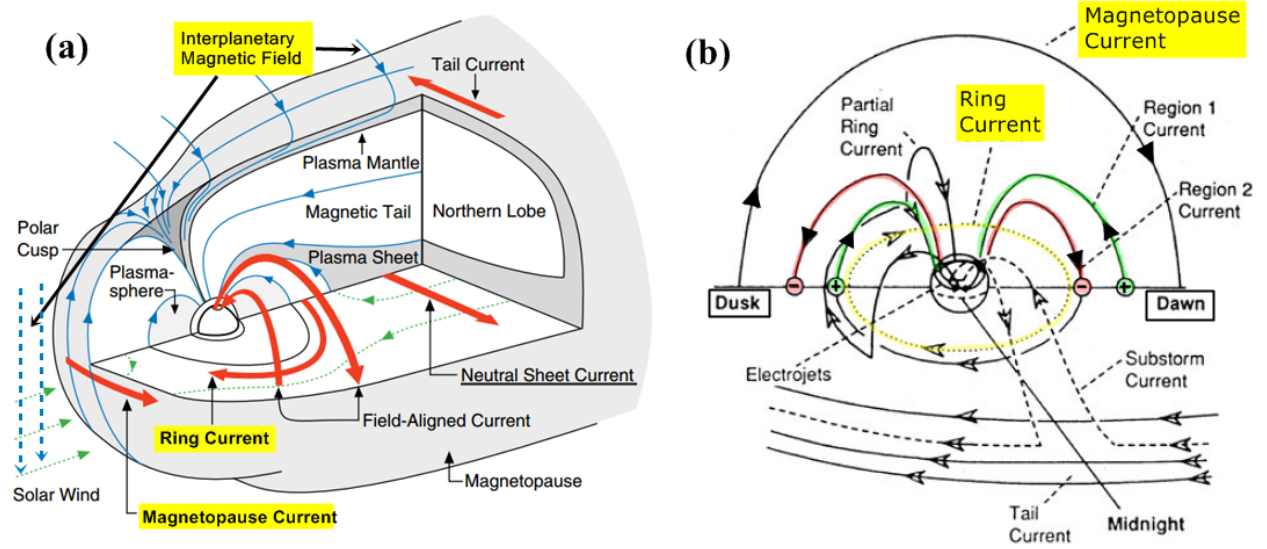 (a)
Interplanetary
Magnetic Field
Tail Current
Plasma Mantle
Magnetic Tail
Northern Lobe
Polar
Cusp
Plasma-
sphere
Plasma Sheet
Neutral Sheet Current
Field-Aligned Current
Ring Current
Solar Wind
Magnetopause
Magnetopause Current
(b)
Magnetopause
Current
Partial
Ring
Current
Ring
Current
Region 1
Current
Region 2
Current
−
+
−
+
Dusk
Dawn
Electrojets
Substorm
Current
Tail
Current
Midnight